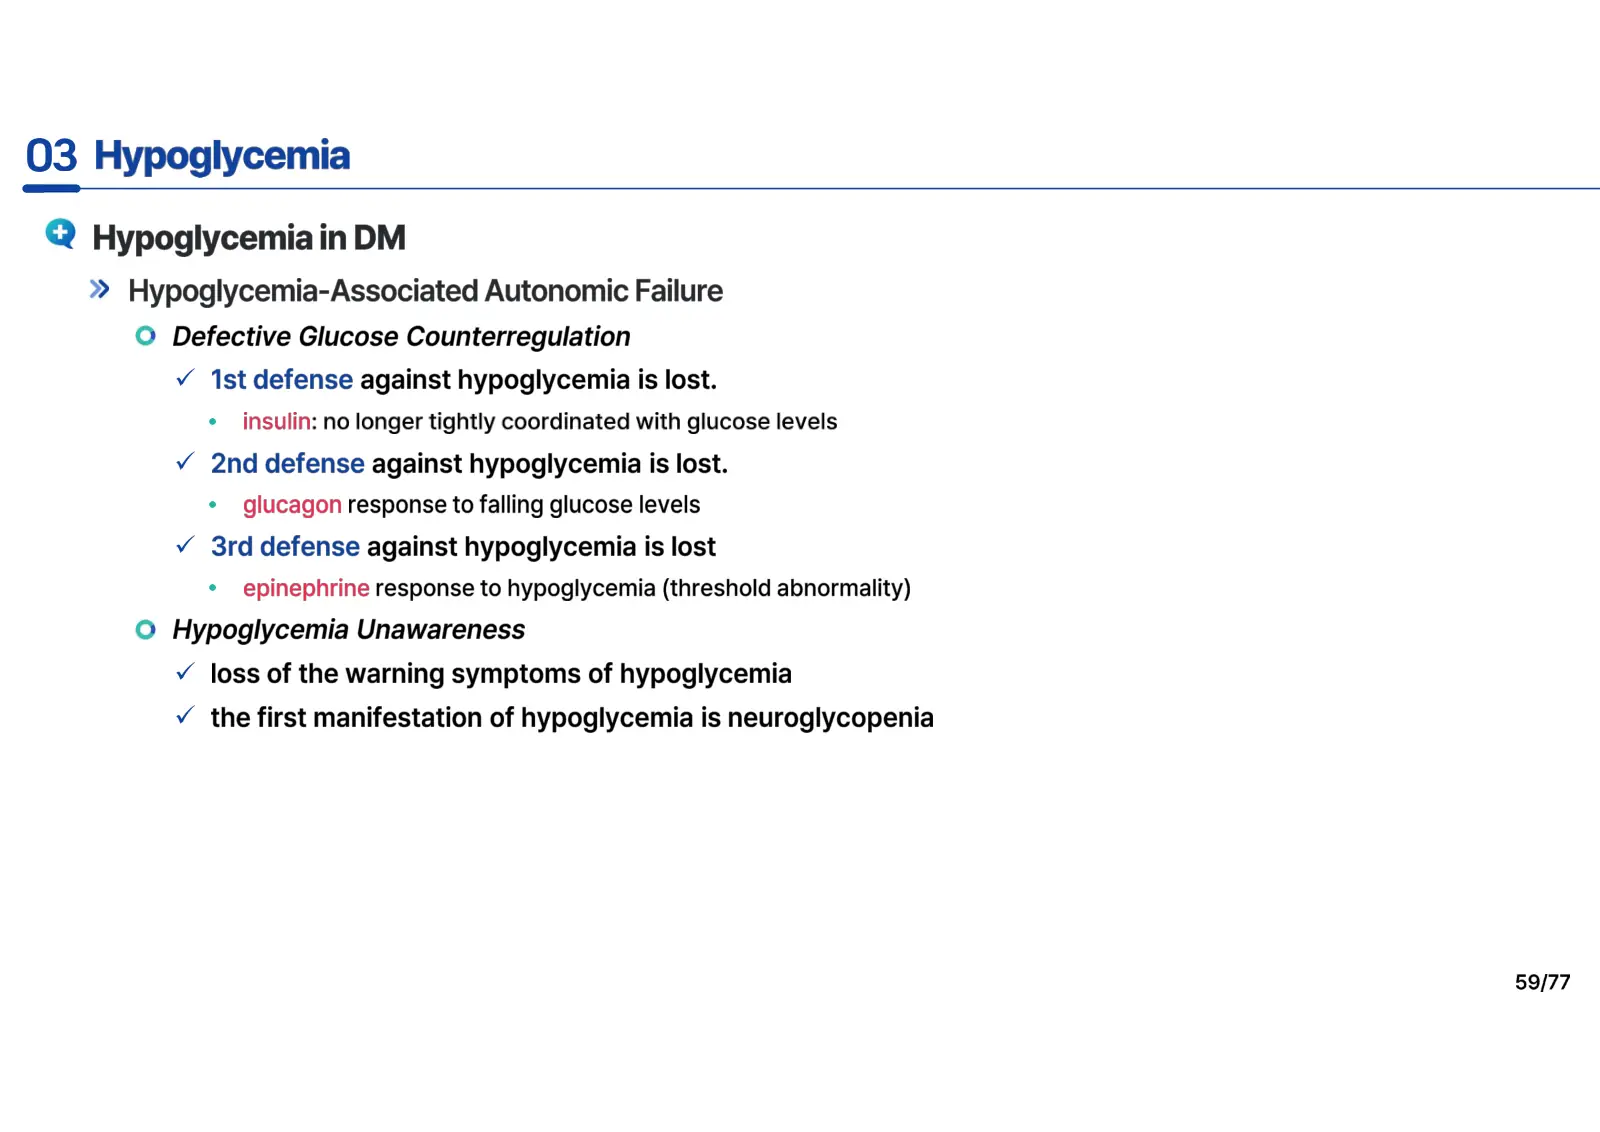 03 Hypoglycemia
Hypoglycemia in DM
Hypoglycemia-Associated Autonomic Failure
Defective Glucose Counterregulation
✓ 1st defense against hypoglycemia is lost.
• insulin: no longer tightly coordinated with glucose levels
✓ 2nd defense against hypoglycemia is lost.
• glucagon response to falling glucose levels
✓ 3rd defense against hypoglycemia is lost
• epinephrine response to hypoglycemia (threshold abnormality)
Hypoglycemia Unawareness
✓ loss of the warning symptoms of hypoglycemia
✓ the first manifestation of hypoglycemia is neuroglycopenia
59/77